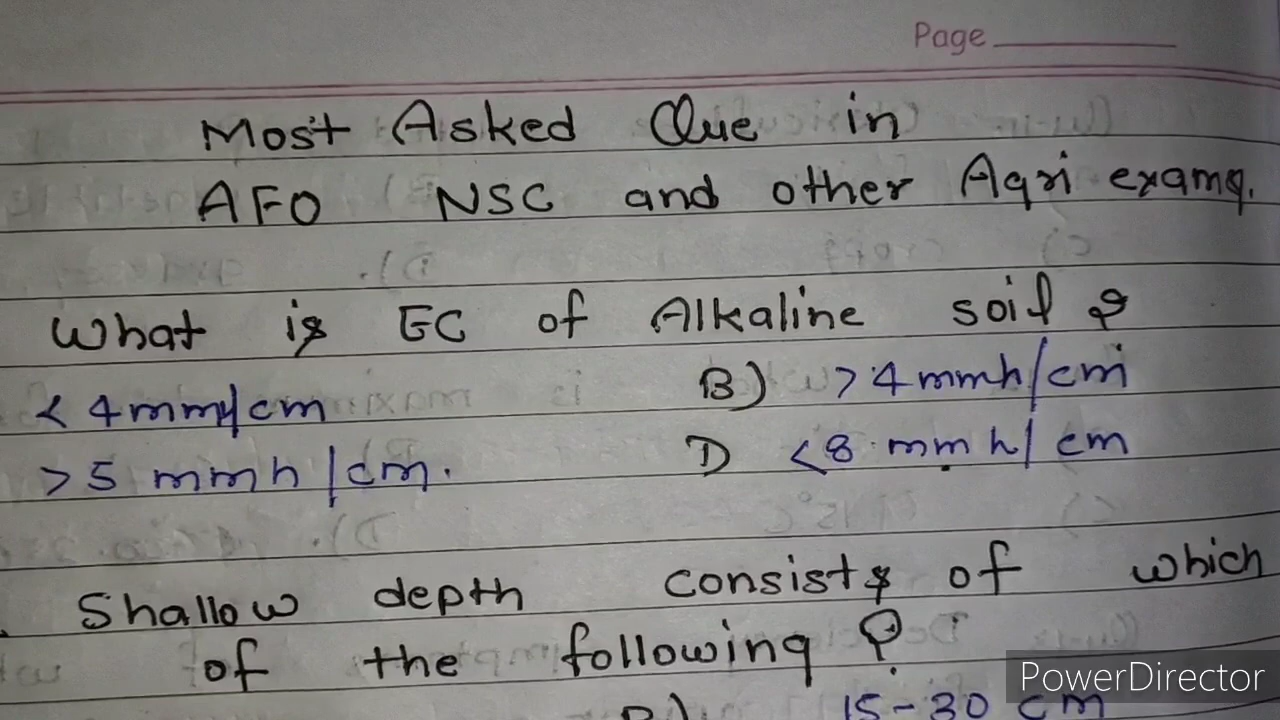 Page
Most Asked Que in
AFO NSC and other Agri exams.
What is EC of Alkaline soil ?
< 4 mm/cm B) > 4 mmh/cm
> 5 mmh/cm. D < 8 mmh/cm
Shallow depth consists of which
of the following ?
B) 15-30 cm
PowerDirector